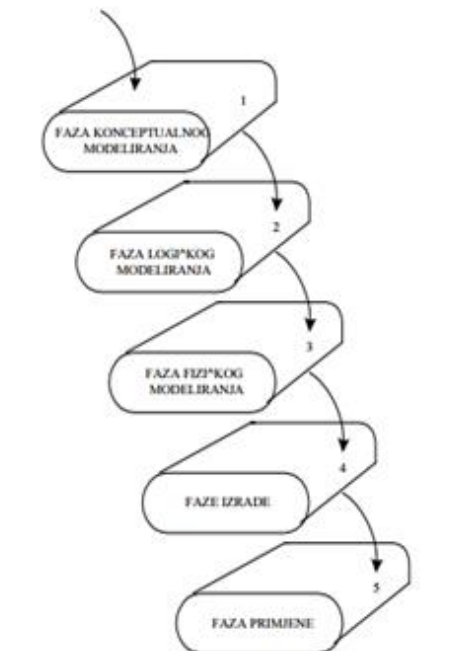 1
FAZA KONCEPTUALNOG
MODELIRANJA
2
FAZA LOGI^KOG
MODELIRANJA
3
FAZA FIZI^KOG
MODELIRANJA
4
FAZE IZRADE
5
FAZA PRIMJENE